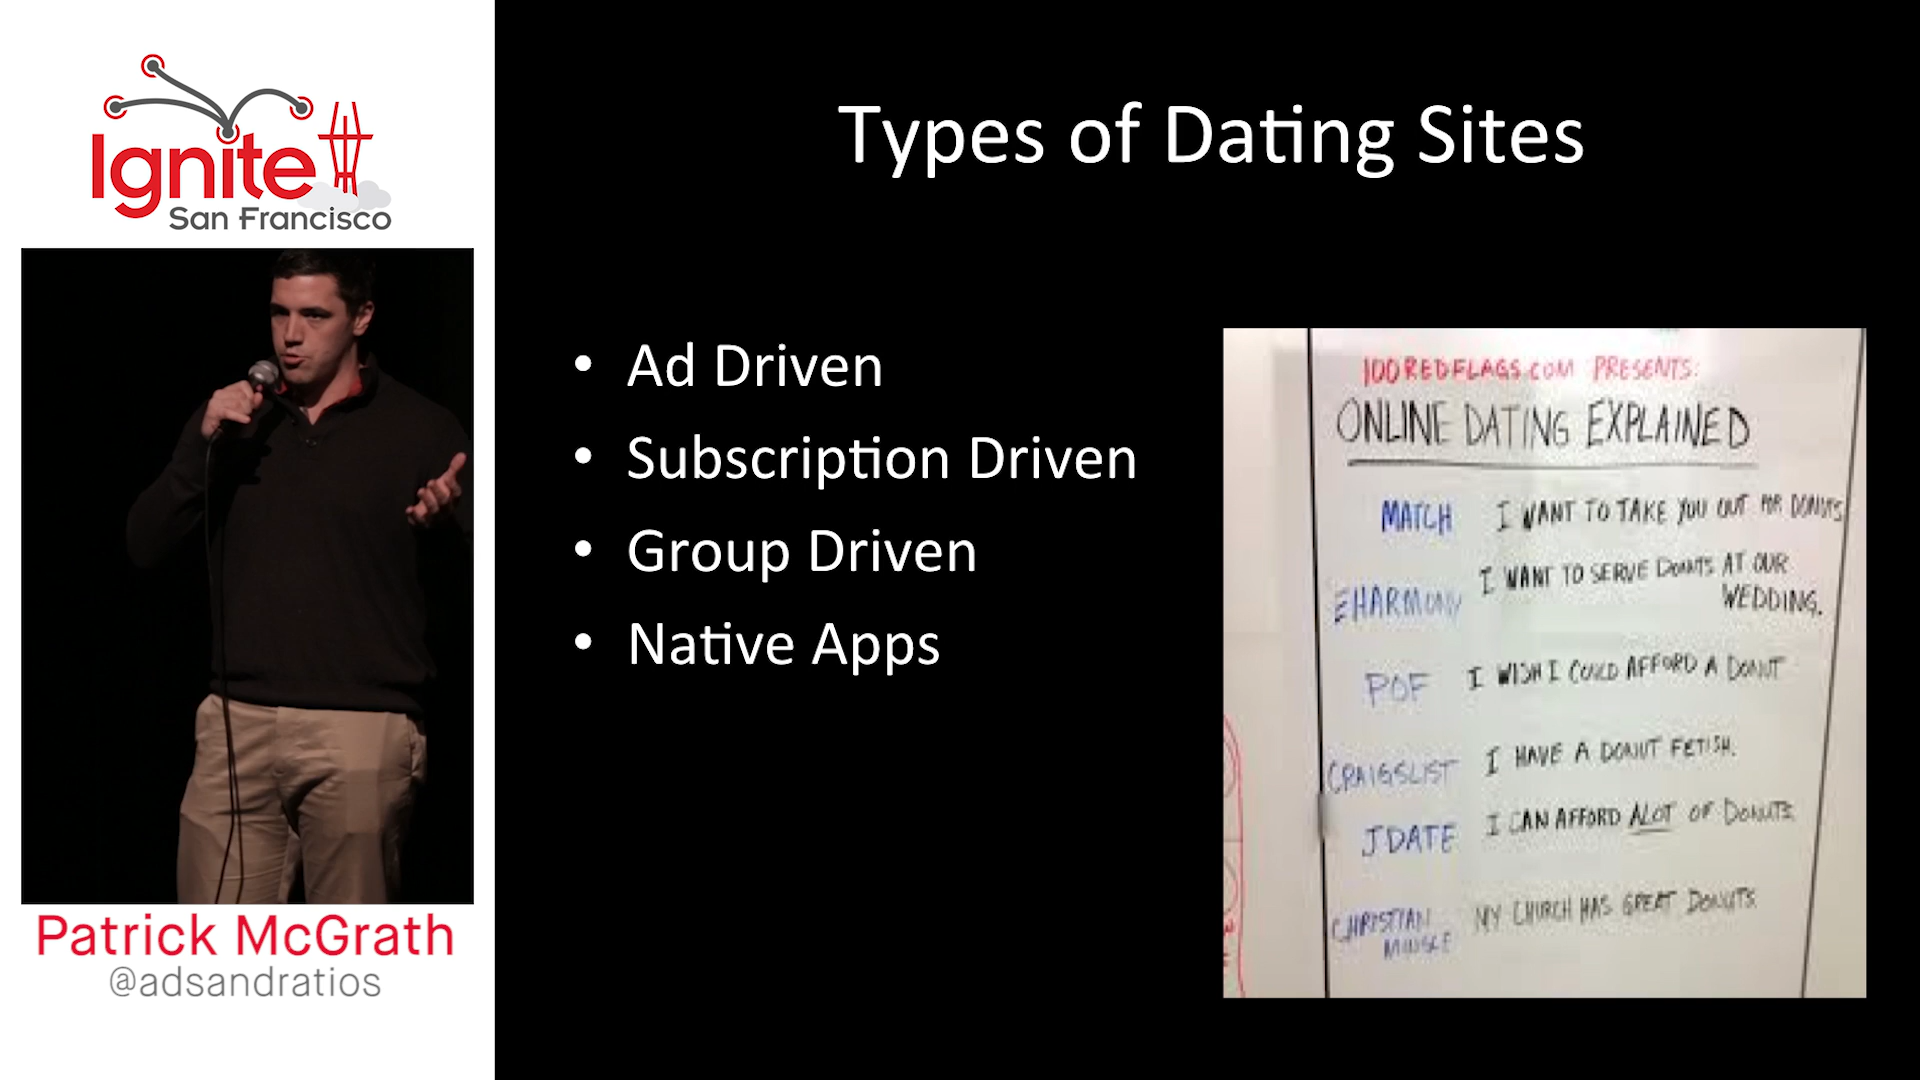 Ignite
San Francisco
Patrick McGrath
@adsandratios
Types of Dating Sites
• Ad Driven
• Subscription Driven
• Group Driven
• Native Apps
100REDFLAGS.COM PRESENTS:
ONLINE DATING EXPLAINED
MATCH I WANT TO TAKE YOU OUT FOR DONUTS
EHARMONY I WANT TO SERVE DONUTS AT OUR
WEDDING.
POF I WISH I COULD AFFORD A DONUT
CRAIGSLIST I HAVE A DONUT FETISH.
JDATE I CAN AFFORD ALOT OF DONUTS.
CHRISTIAN MY CHURCH HAS GREAT DONUTS.
MINGLE